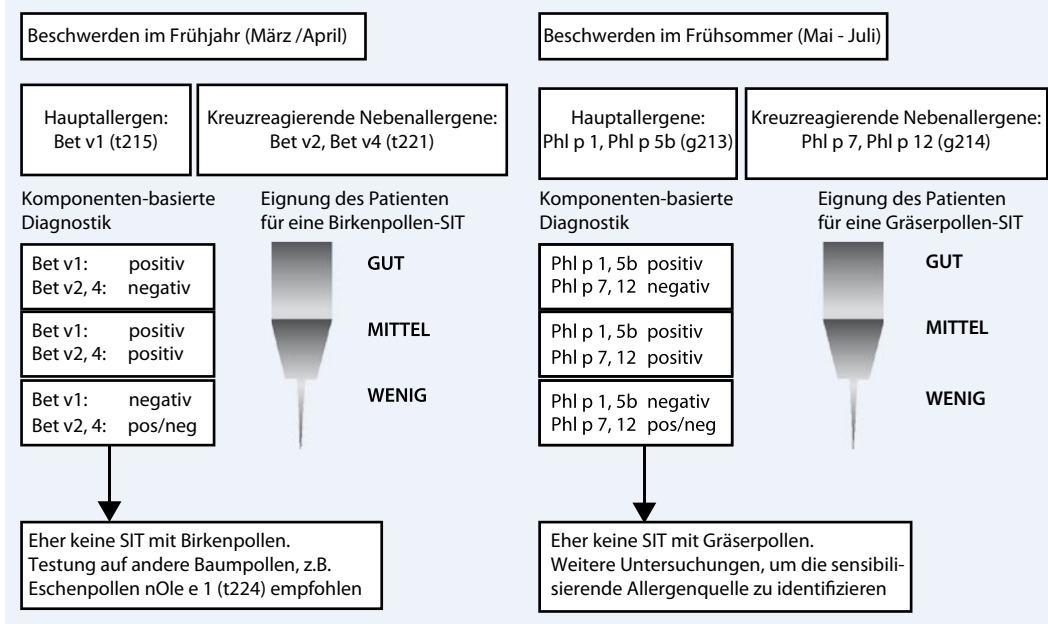 Beschwerden im Frühjahr (März /April)
Hauptallergen:
Bet v1 (t215)
Kreuzreagierende Nebenallergene:
Bet v2, Bet v4 (t221)
Komponenten-basierte
Diagnostik
Eignung des Patienten
für eine Birkenpollen-SIT
Bet v1: positiv
Bet v2, 4: negativ
GUT
Bet v1: positiv
Bet v2, 4: positiv
MITTEL
Bet v1: negativ
Bet v2, 4: pos/neg
WENIG
Eher keine SIT mit Birkenpollen.
Testung auf andere Baumpollen, z.B.
Eschenpollen nOle e 1 (t224) empfohlen
Beschwerden im Frühsommer (Mai - Juli)
Hauptallergene:
Phl p 1, Phl p 5b (g213)
Kreuzreagierende Nebenallergene:
Phl p 7, Phl p 12 (g214)
Komponenten-basierte
Diagnostik
Eignung des Patienten
für eine Gräserpollen-SIT
Phl p 1, 5b positiv
Phl p 7, 12 negativ
GUT
Phl p 1, 5b positiv
Phl p 7, 12 positiv
MITTEL
Phl p 1, 5b negativ
Phl p 7, 12 pos/neg
WENIG
Eher keine SIT mit Gräserpollen.
Weitere Untersuchungen, um die sensibili-
sierende Allergenquelle zu identifizieren